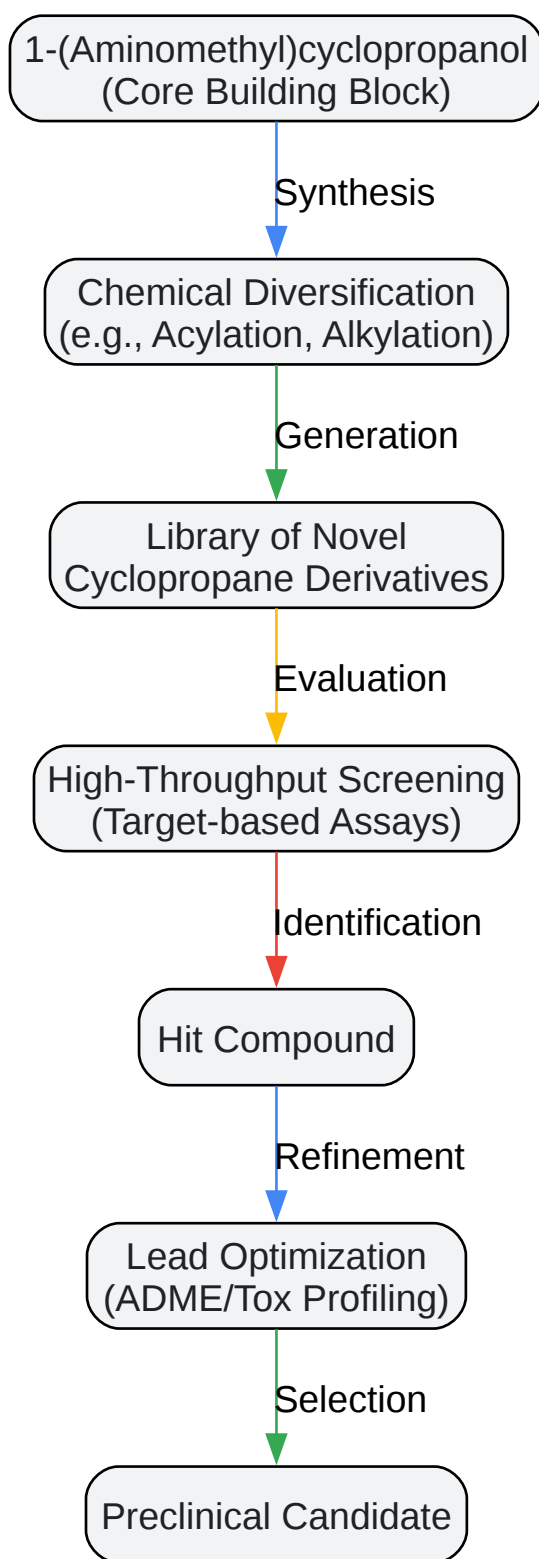 1-(Aminomethyl)cyclopropanol
(Core Building Block)
Synthesis
Chemical Diversification
(e.g., Acylation, Alkylation)
Generation
Library of Novel
Cyclopropane Derivatives
Evaluation
High-Throughput Screening
(Target-based Assays)
Identification
Hit Compound
Refinement
Lead Optimization
(ADME/Tox Profiling)
Selection
Preclinical Candidate